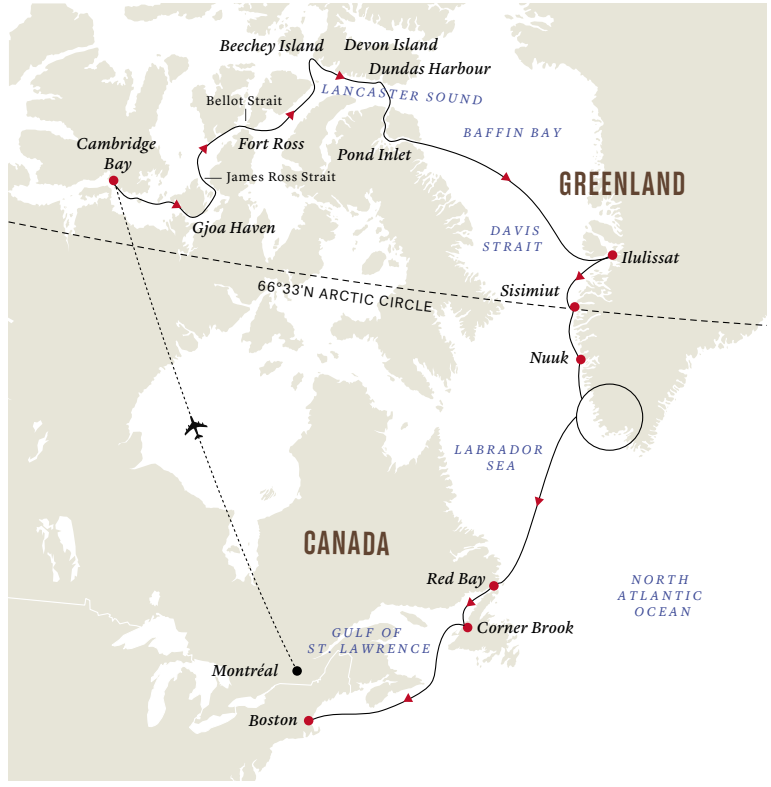 Beechey Island
Devon Island
Dundas Harbour
LANCASTER SOUND
Bellot Strait
Fort Ross
BAFFIN BAY
Cambridge
Bay
Pond Inlet
James Ross Strait
GREENLAND
Gjoa Haven
DAVIS
STRAIT
Ilulissat
66°33'N ARCTIC CIRCLE
Sisimiut
Nuuk
LABRADOR
SEA
CANADA
Red Bay
NORTH
ATLANTIC
OCEAN
Corner Brook
GULF OF
ST. LAWRENCE
Montréal
Boston